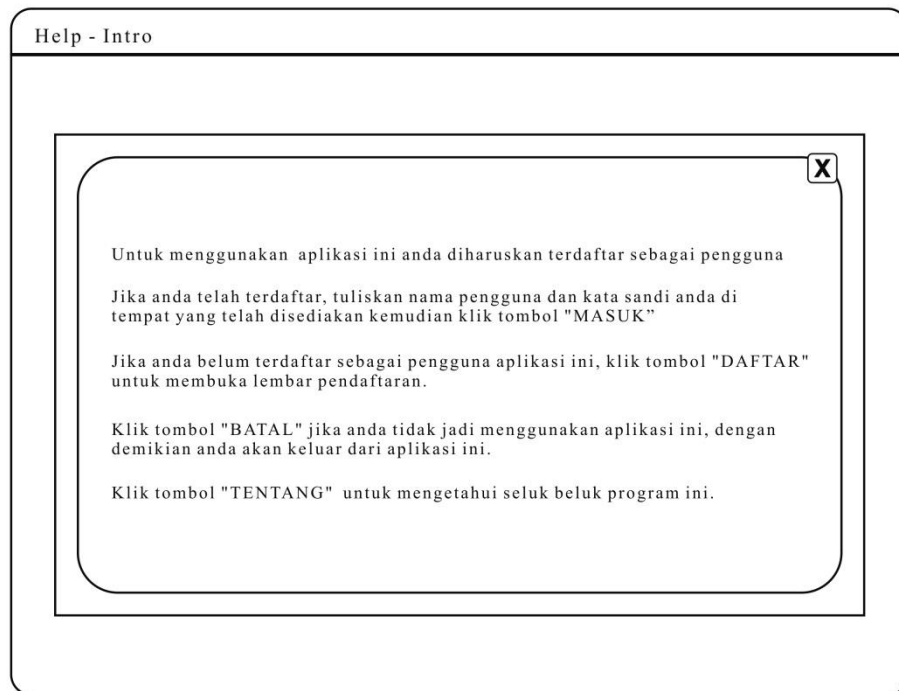 Help - Intro
X
Untuk menggunakan aplikasi ini anda diharuskan terdaftar sebagai pengguna
Jika anda telah terdaftar, tuliskan nama pengguna dan kata sandi anda di
tempat yang telah disediakan kemudian klik tombol "MASUK”
Jika anda belum terdaftar sebagai pengguna aplikasi ini, klik tombol "DAFTAR"
untuk membuka lembar pendaftaran.
Klik tombol "BATAL" jika anda tidak jadi menggunakan aplikasi ini, dengan
demikian anda akan keluar dari aplikasi ini.
Klik tombol "TENTANG" untuk mengetahui seluk beluk program ini.